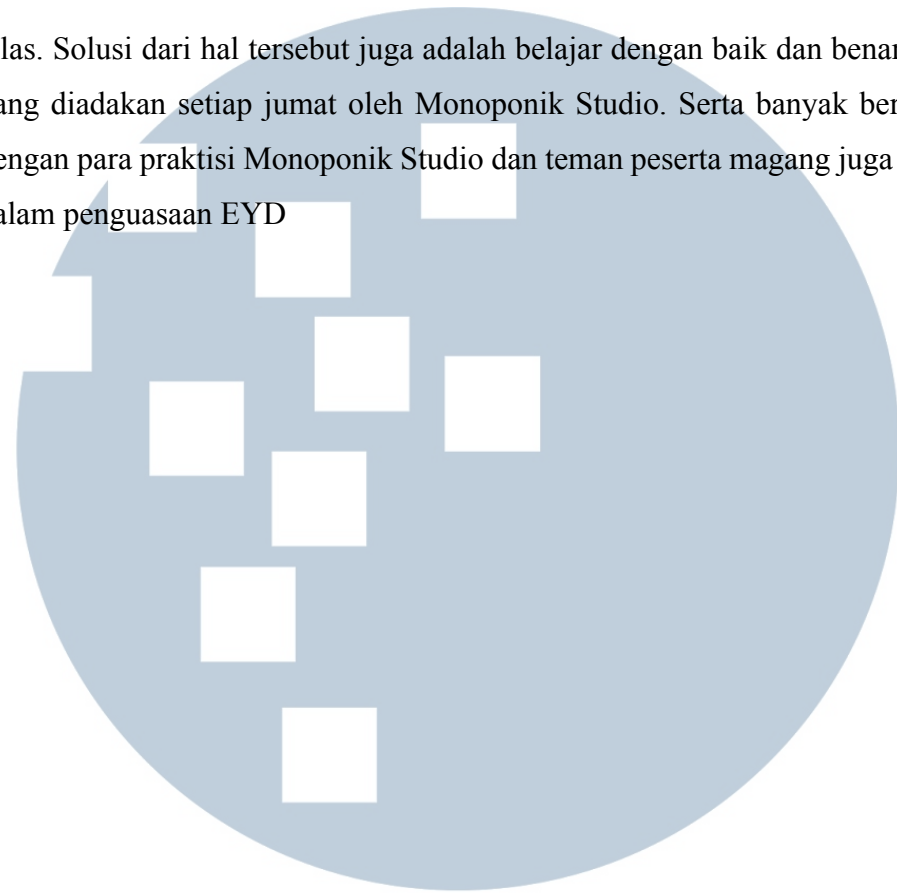 las. Solusi dari hal tersebut juga adalah belajar dengan baik dan benar
ang diadakan setiap jumat oleh Monoponik Studio. Serta banyak ber
engan para praktisi Monoponik Studio dan teman peserta magang juga
alam penguasaan EYD